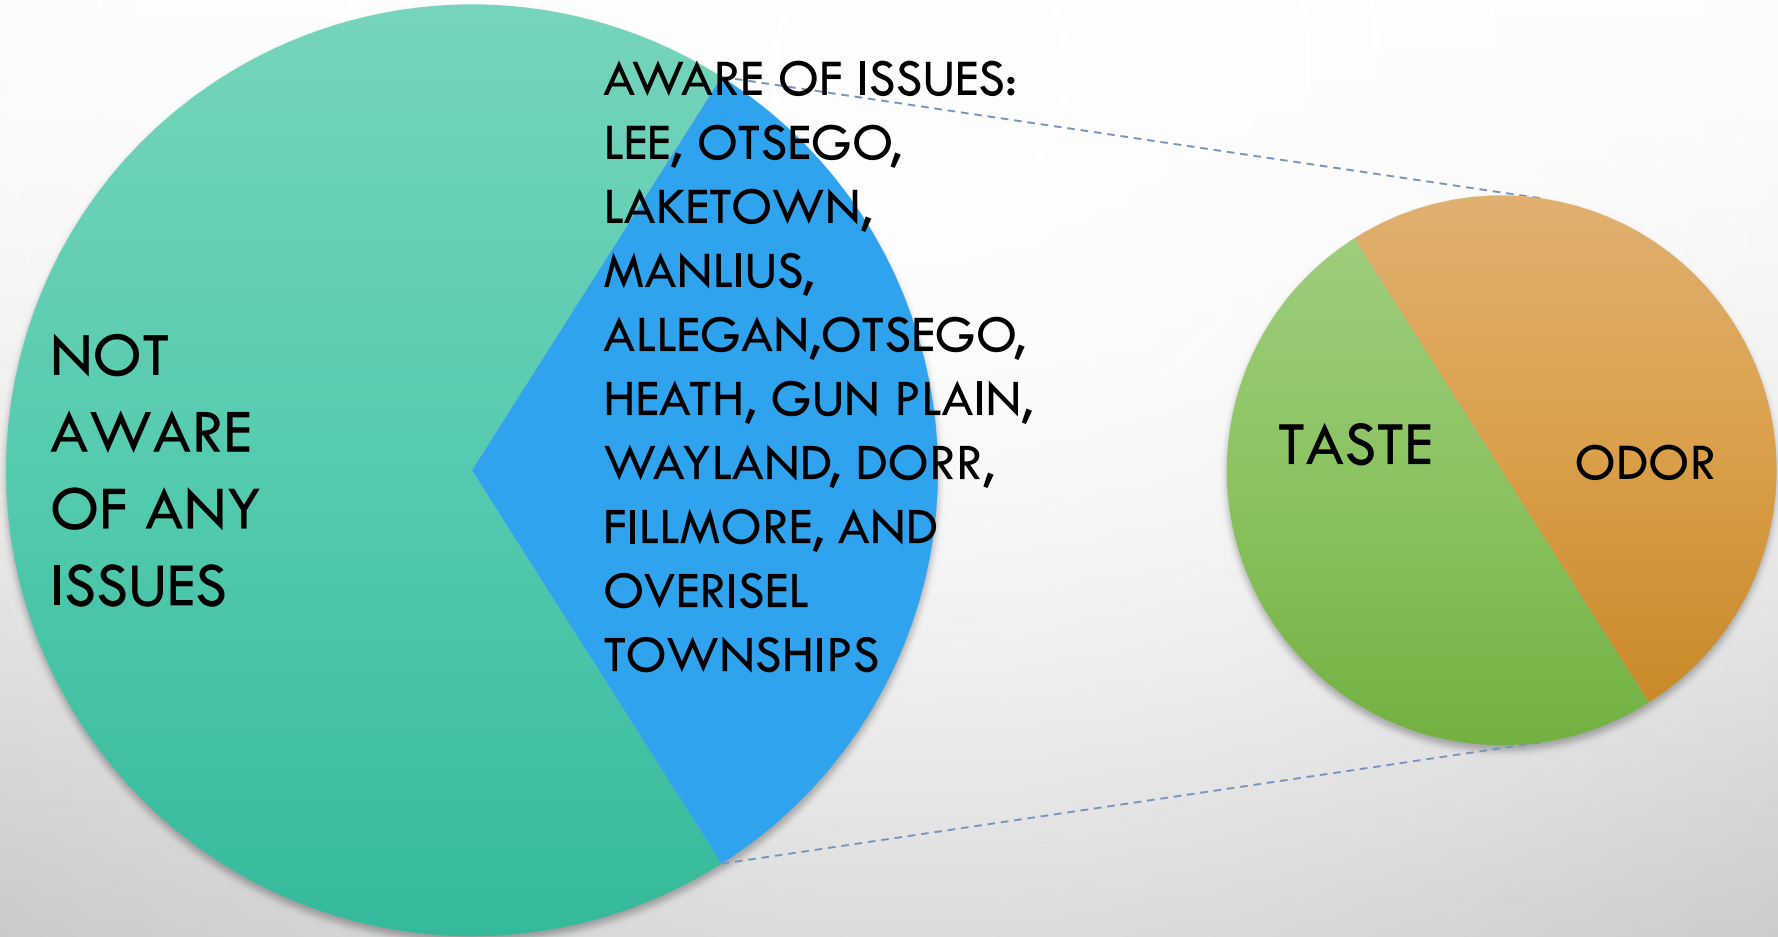 NOT
AWARE
OF ANY
ISSUES
AWARE OF ISSUES:
LEE, OTSEGO,
LAKETOWN,
MANLIUS,
ALLEGAN,OTSEGO,
HEATH, GUN PLAIN,
WAYLAND, DORR,
FILLMORE, AND
OVERISEL
TOWNSHIPS
TASTE
ODOR